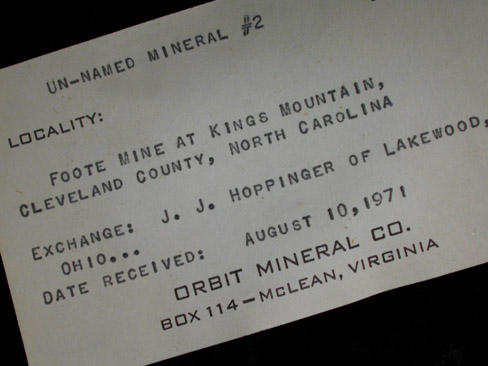 UN-NAMED MINERAL #2
LOCALITY:
FOOTE MINE AT KINGS MOUNTAIN,
CLEVELAND COUNTY, NORTH CAROLINA
EXCHANGE: J. J. HOPPINGER OF LAKEWOOD,
OHIO...
DATE RECEIVED: AUGUST 10,1971
ORBIT MINERAL CO.
BOX 114-McLEAN, VIRGINIA